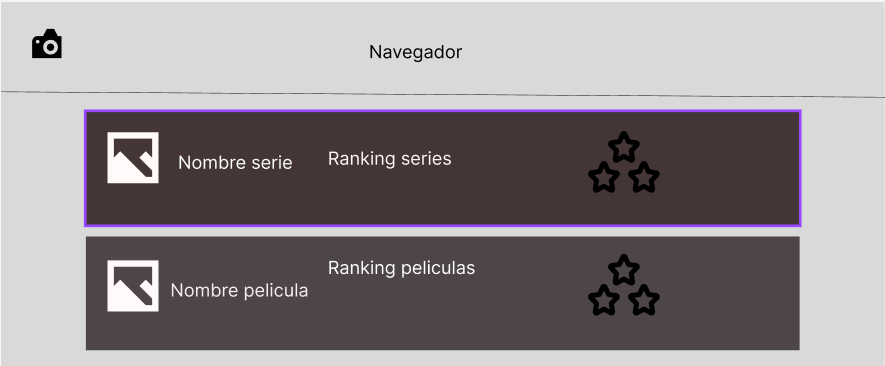 Navegador
Nombre serie
Ranking series
Nombre pelicula
Ranking peliculas